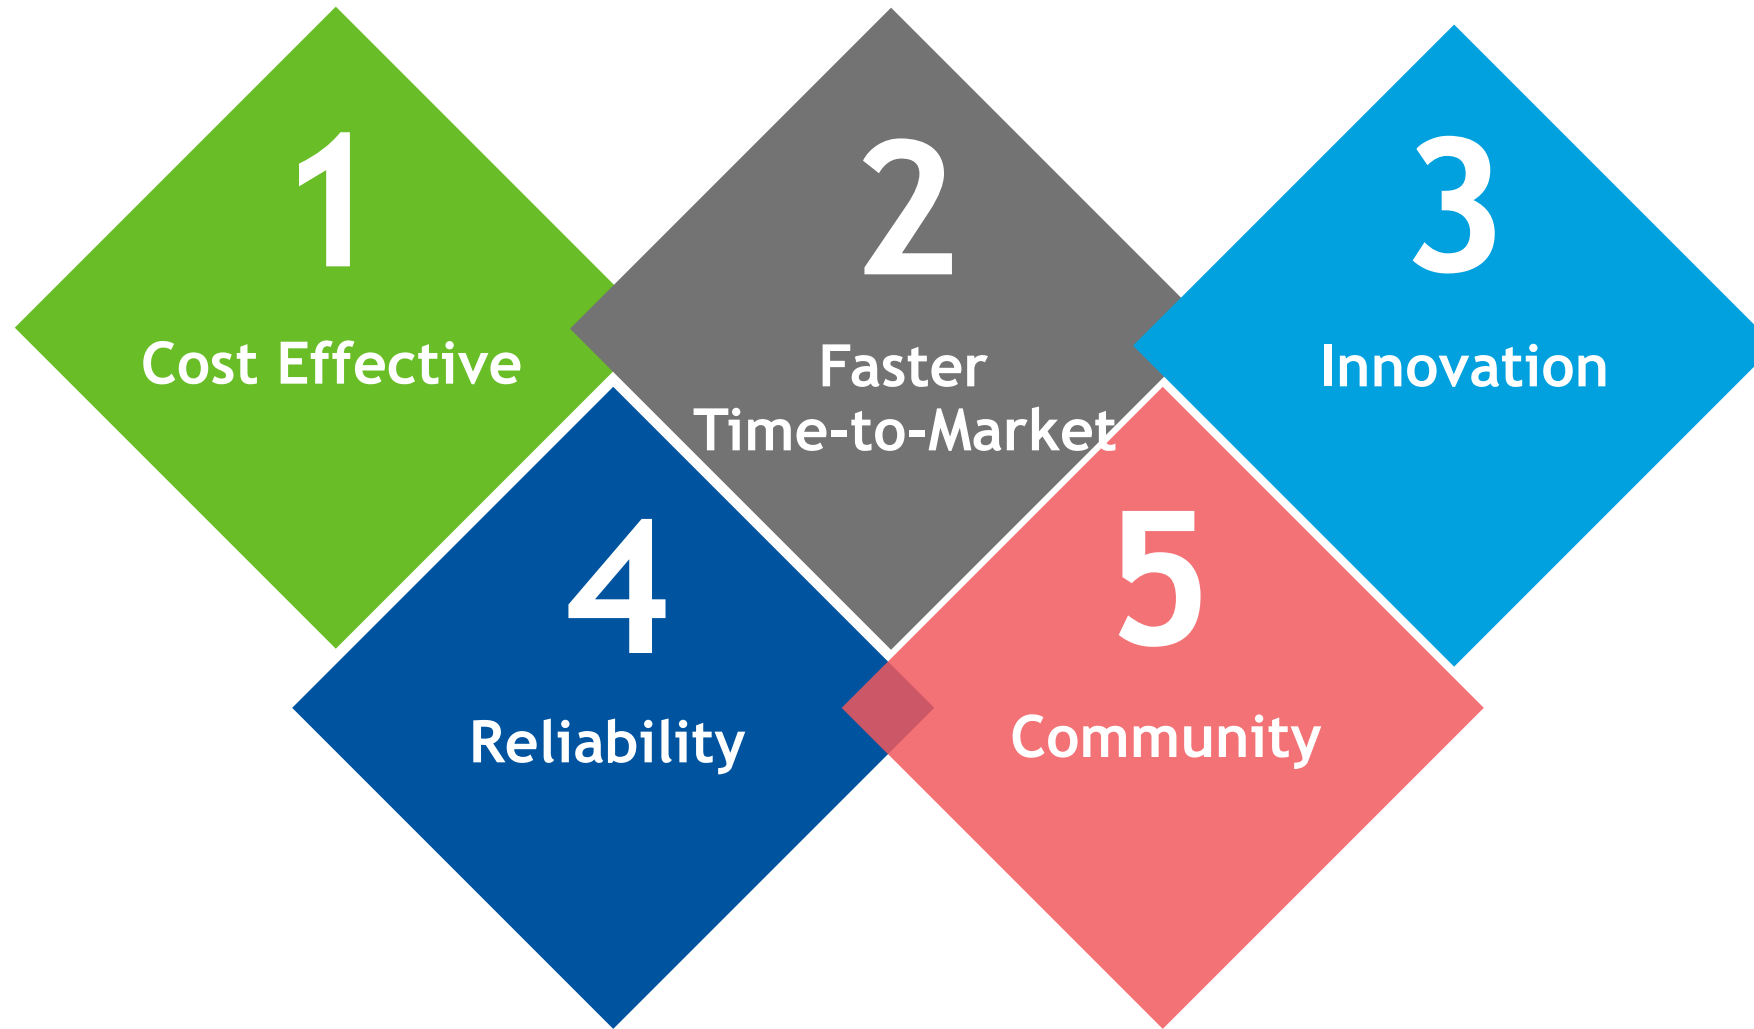 1
Cost Effective
2
Faster
Time-to-Market
3
Innovation
4
Reliability
5
Community